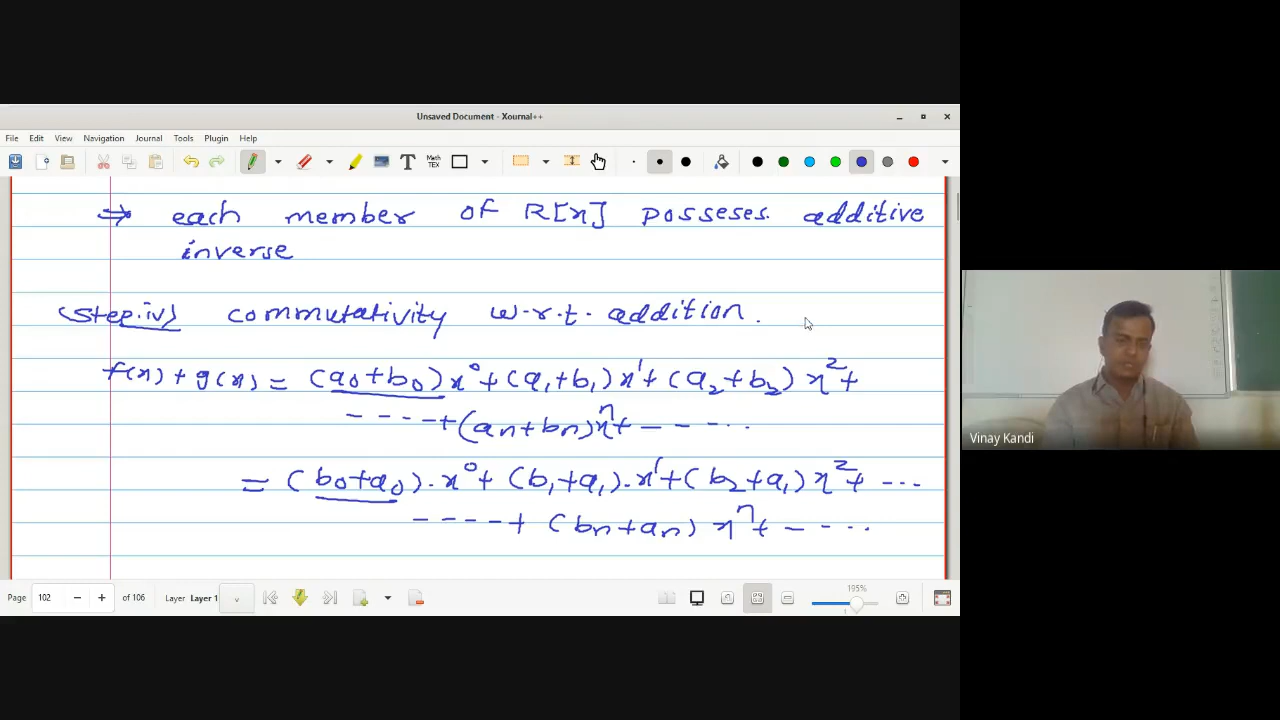 Unsaved Document - Xournal++
File Edit View Navigation Journal Tools Plugin Help
⇒ each member of R[x] posseses. additive
inverse
<step.iv> commutativity w.r.t. addition.
f(x) + g(x) = (a₀+b₀) x⁰ + (a₁+b₁) x¹ + (a₂+b₂) x² +
- - - - + (an+bn) xⁿ + - - - ...
= (b₀+a₀). x⁰ + (b₁+a₁). x¹ + (b₂+a₁) x² + ...
- - - - - + (bn+an) xⁿ + - - ...
Vinay Kandi
Page 102 of 106 Layer Layer 1 195%